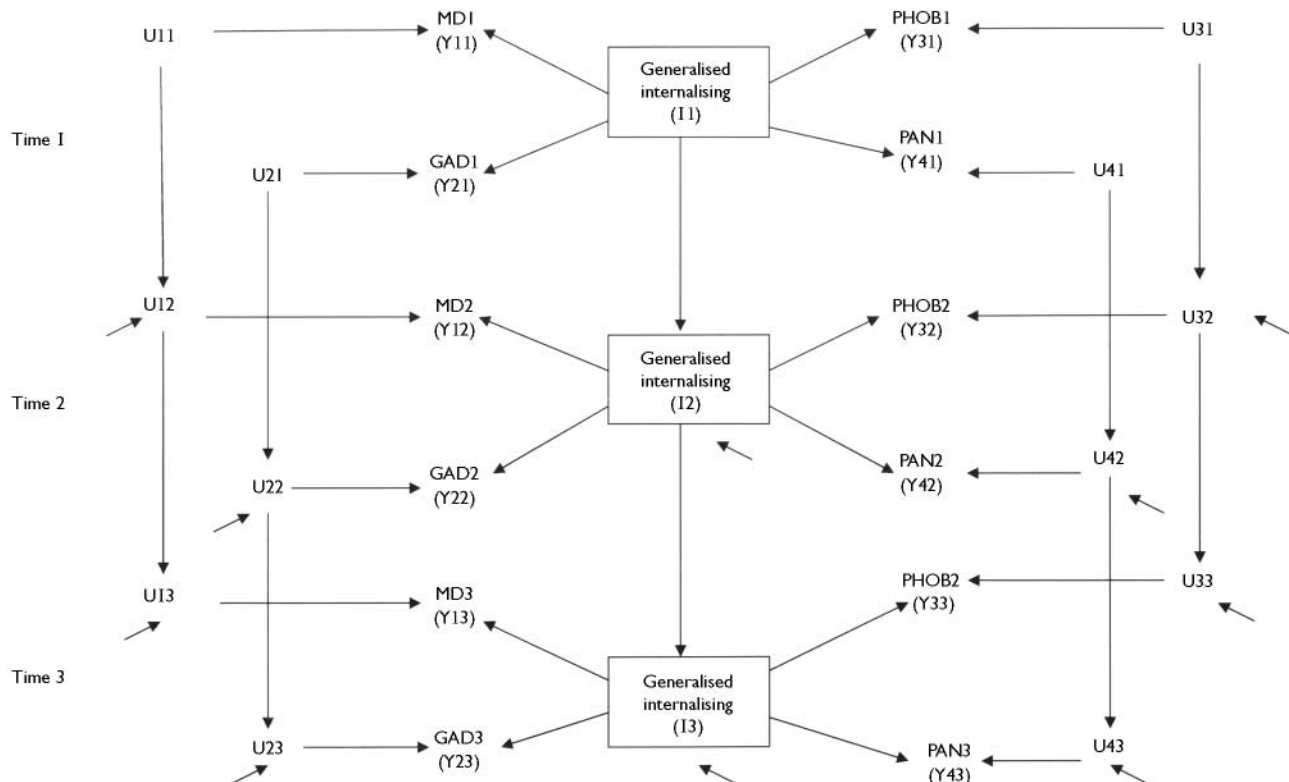 U11
MD1
(Y11)
Generalised
internalising
(I1)
PHOB1
(Y31)
U31
Time 1
U21
GAD1
(Y21)
PAN1
(Y41)
U41
U12
MD2
(Y12)
Generalised
internalising
(I2)
PHOB2
(Y32)
U32
Time 2
U22
GAD2
(Y22)
PAN2
(Y42)
U42
U13
MD3
(Y13)
Generalised
internalising
(I3)
PHOB2
(Y33)
U33
Time 3
U23
GAD3
(Y23)
PAN3
(Y43)
U43